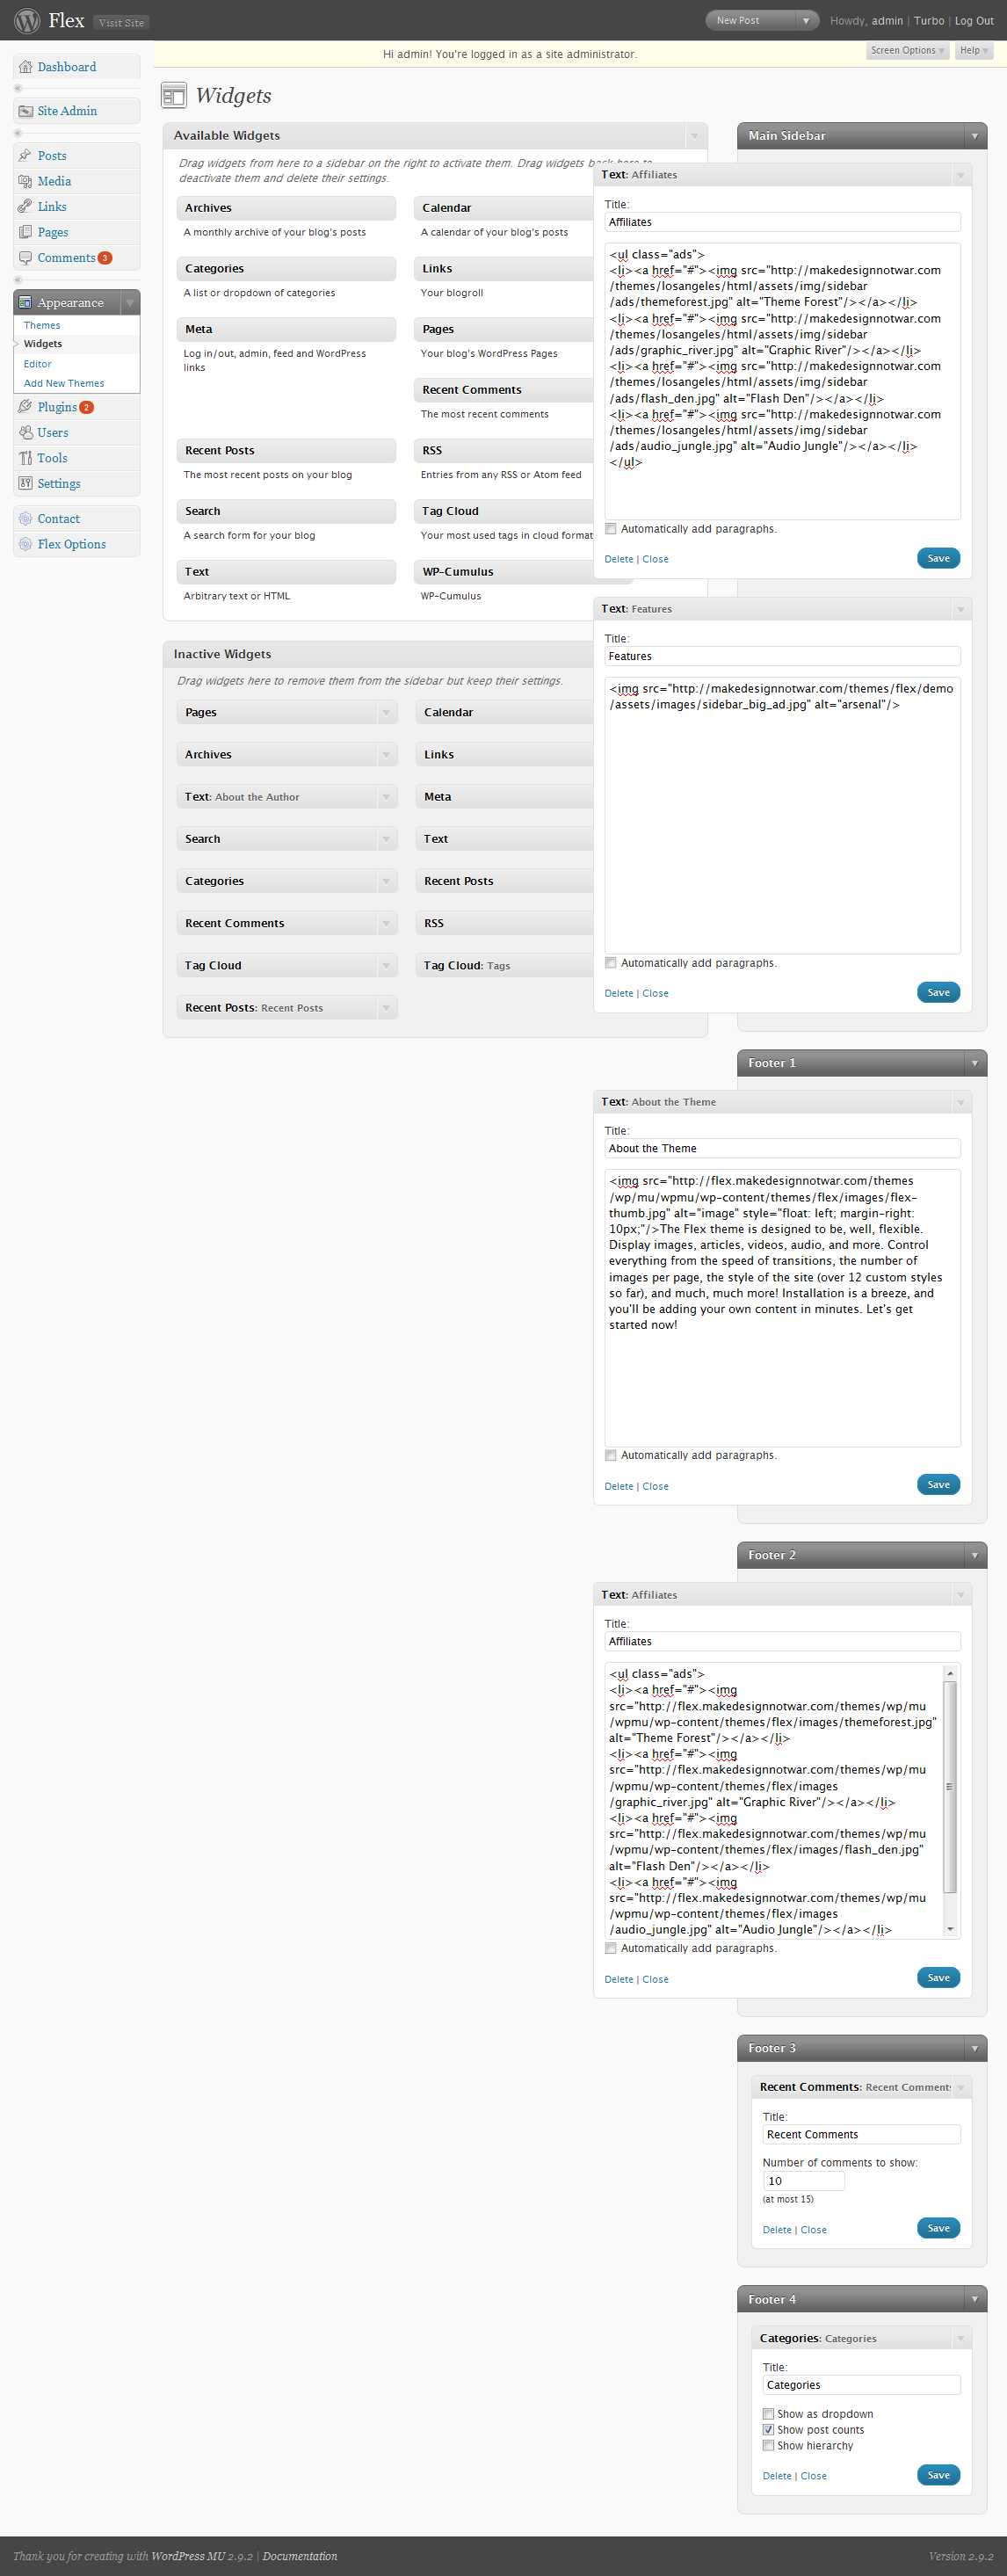 Flex Visit Site
New Post
Howdy, admin | Turbo | Log Out
Hi admin! You're logged in as a site administrator.
Screen Options
Help
Dashboard
Site Admin
Posts
Media
Links
Pages
Comments 3
Appearance
Themes
Widgets
Editor
Add New Themes
Plugins 2
Users
Tools
Settings
Contact
Flex Options
Widgets
Available Widgets
Drag widgets from here to a sidebar on the right to activate them. Drag widgets back here to
deactivate them and delete their settings.
Archives
A monthly archive of your blog's posts
Calendar
A calendar of your blog's posts
Categories
A list or dropdown of categories
Links
Your blogroll
Meta
Log in/out, admin, feed and WordPress
links
Pages
Your blog's WordPress Pages
Recent Comments
The most recent comments
Recent Posts
The most recent posts on your blog
RSS
Entries from any RSS or Atom feed
Search
A search form for your blog
Tag Cloud
Your most used tags in cloud format
Text
Arbitrary text or HTML
WP-Cumulus
WP-Cumulus
Inactive Widgets
Drag widgets here to remove them from the sidebar but keep their settings.
Pages
Calendar
Archives
Links
Text: About the Author
Meta
Search
Text
Categories
Recent Posts
Recent Comments
RSS
Tag Cloud
Tag Cloud: Tags
Recent Posts: Recent Posts
Main Sidebar
Text: Affiliates
Title:
Affiliates
<ul class="ads">
<li><a href="#"><img src="http://makedesignnotwar.com
/themes/losangeles/html/assets/img/sidebar
/ads/themeforest.jpg" alt="Theme Forest"/></a></li>
<li><a href="#"><img src="http://makedesignnotwar.com
/themes/losangeles/html/assets/img/sidebar
/ads/graphic_river.jpg" alt="Graphic River"/></a></li>
<li><a href="#"><img src="http://makedesignnotwar.com
/themes/losangeles/html/assets/img/sidebar
/ads/flash_den.jpg" alt="Flash Den"/></a></li>
<li><a href="#"><img src="http://makedesignnotwar.com
/themes/losangeles/html/assets/img/sidebar
/ads/audio_jungle.jpg" alt="Audio Jungle"/></a></li>
</ul>
Automatically add paragraphs.
Delete | Close
Save
Text: Features
Title:
Features
<img src="http://makedesignnotwar.com/themes/flex/demo
/assets/images/sidebar_big_ad.jpg" alt="arsenal"/>
Automatically add paragraphs.
Delete | Close
Save
Footer 1
Text: About the Theme
Title:
About the Theme
<img src="http://flex.makedesignnotwar.com/themes
/wp/mu/wpmu/wp-content/themes/flex/images/flex-
thumb.jpg" alt="image" style="float: left; margin-right:
10px;"/>The Flex theme is designed to be, well, flexible.
Display images, articles, videos, audio, and more. Control
everything from the speed of transitions, the number of
images per page, the style of the site (over 12 custom styles
so far), and much, much more! Installation is a breeze, and
you'll be adding your own content in minutes. Let's get
started now!
Automatically add paragraphs.
Delete | Close
Save
Footer 2
Text: Affiliates
Title:
Affiliates
<ul class="ads">
<li><a href="#"><img
src="http://flex.makedesignnotwar.com/themes/wp/mu
/wpmu/wp-content/themes/flex/images/themeforest.jpg"
alt="Theme Forest"/></a></li>
<li><a href="#"><img
src="http://flex.makedesignnotwar.com/themes/wp/mu
/wpmu/wp-content/themes/flex/images
/graphic_river.jpg" alt="Graphic River"/></a></li>
<li><a href="#"><img
src="http://flex.makedesignnotwar.com/themes/wp/mu
/wpmu/wp-content/themes/flex/images/flash_den.jpg"
alt="Flash Den"/></a></li>
<li><a href="#"><img
src="http://flex.makedesignnotwar.com/themes/wp/mu
/wpmu/wp-content/themes/flex/images
/audio_jungle.jpg" alt="Audio Jungle"/></a></li>
Automatically add paragraphs.
Delete | Close
Save
Footer 3
Recent Comments: Recent Comments
Title:
Recent Comments
Number of comments to show:
10
(at most 15)
Delete | Close
Save
Footer 4
Categories: Categories
Title:
Categories
Show as dropdown
Show post counts
Show hierarchy
Delete | Close
Save
Thank you for creating with WordPress MU 2.9.2 | Documentation
Version 2.9.2